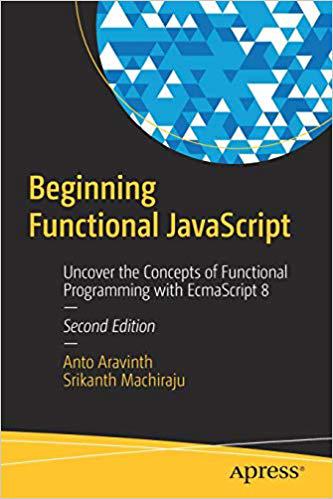 Beginning
Functional JavaScript
Uncover the Concepts of Functional
Programming with EcmaScript 8
—
Second Edition
—
Anto Aravinth
Srikanth Machiraju
Apress®